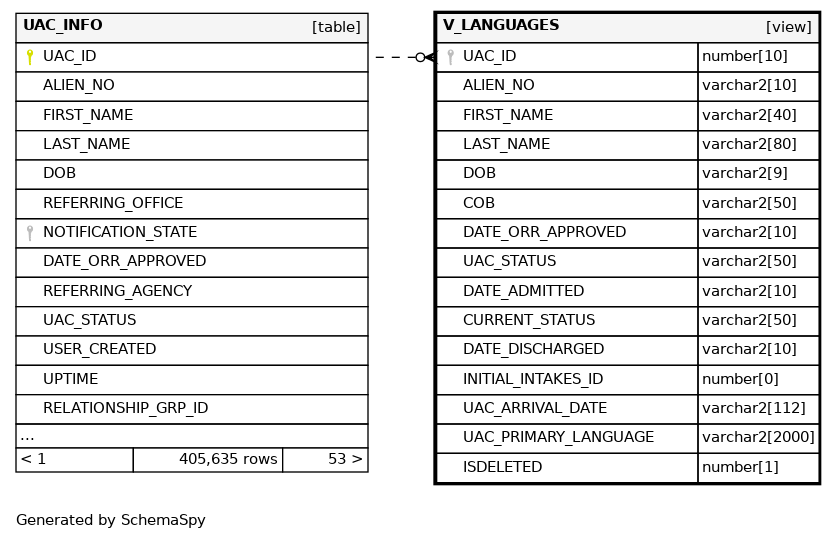 UAC_INFO [table]
UAC_ID
ALIEN_NO
FIRST_NAME
LAST_NAME
DOB
REFERRING_OFFICE
NOTIFICATION_STATE
DATE_ORR_APPROVED
REFERRING_AGENCY
UAC_STATUS
USER_CREATED
UPTIME
RELATIONSHIP_GRP_ID
...
< 1 405,635 rows 53 >
V_LANGUAGES [view]
UAC_ID number[10]
ALIEN_NO varchar2[10]
FIRST_NAME varchar2[40]
LAST_NAME varchar2[80]
DOB varchar2[9]
COB varchar2[50]
DATE_ORR_APPROVED varchar2[10]
UAC_STATUS varchar2[50]
DATE_ADMITTED varchar2[10]
CURRENT_STATUS varchar2[50]
DATE_DISCHARGED varchar2[10]
INITIAL_INTAKES_ID number[0]
UAC_ARRIVAL_DATE varchar2[112]
UAC_PRIMARY_LANGUAGE varchar2[2000]
ISDELETED number[1]
Generated by SchemaSpy